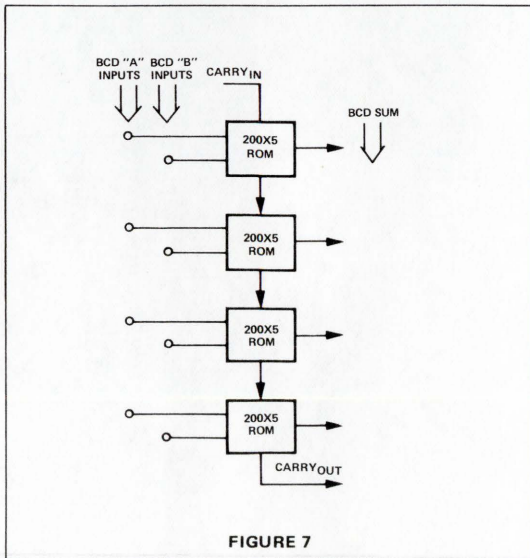 BCD "A" BCD "B"
INPUTS INPUTS
CARRYIN
BCD SUM
200X5
ROM
200X5
ROM
200X5
ROM
200X5
ROM
CARRYOUT
FIGURE 7